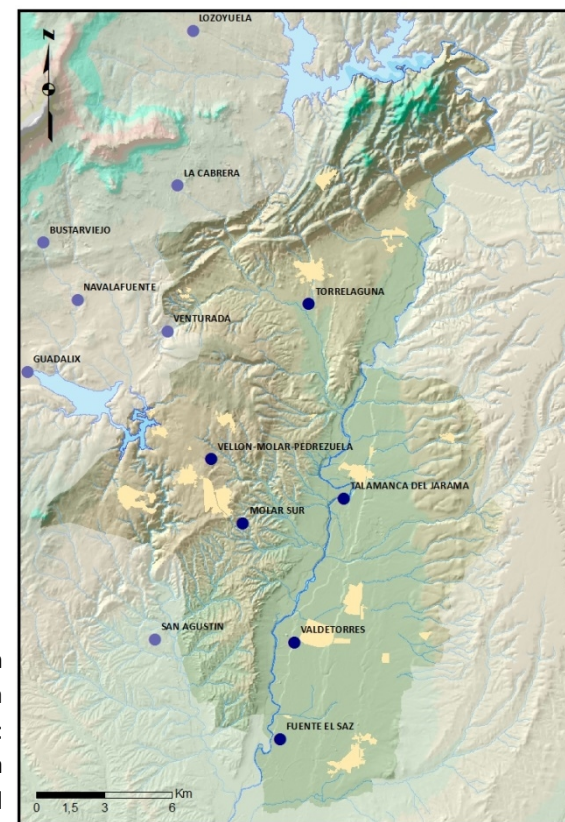 LOZOYUELA
Z
LA CABRERA
BUSTARVIEJO
NAVALAFUENTE
TORRELAGUNA
VENTURADA
GUADALIX
VELLON-MOLAR-PEDREZUELA
TALAMANCA DEL JARAMA
MOLAR SUR
SAN AGUSTIN
VALDETORRES
FUENTE EL SAZ
Km
0 1,5 3 6